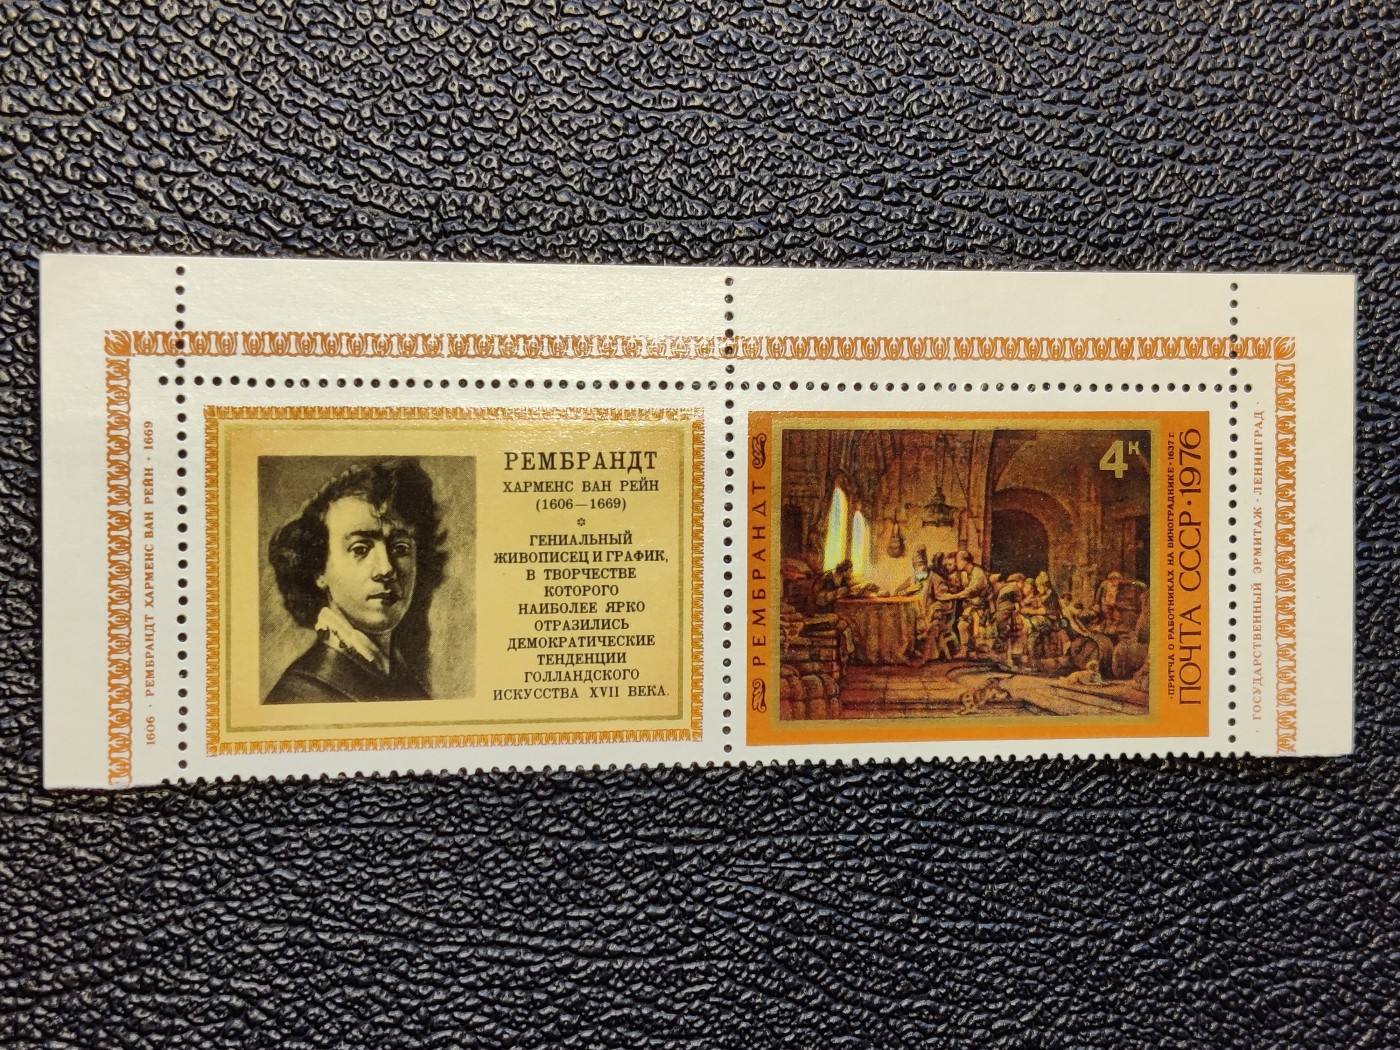 1606 · РЕМБРАНДТ ХАРМЕНС ВАН РЕЙН · 1669
РЕМБРАНДТ
ХАРМЕНС ВАН РЕЙН
(1606—1669)
ГЕНИАЛЬНЫЙ
ЖИВОПИСЕЦ И ГРАФИК,
В ТВОРЧЕСТВЕ
КОТОРОГО
НАИБОЛЕЕ ЯРКО
ОТРАЗИЛИСЬ
ДЕМОКРАТИЧЕСКИЕ
ТЕНДЕНЦИИ
ГОЛЛАНДСКОГО
ИСКУССТВА XVII ВЕКА.
РЕМБРАНДТ
4К
·ПРИТЧА О РАБОТНИКАХ НА ВИНОГРАДНИКЕ·1637 г.
ПОЧТА СССР·1976
· ГОСУДАРСТВЕННЫЙ ЭРМИТАЖ · ЛЕНИНГРАД ·